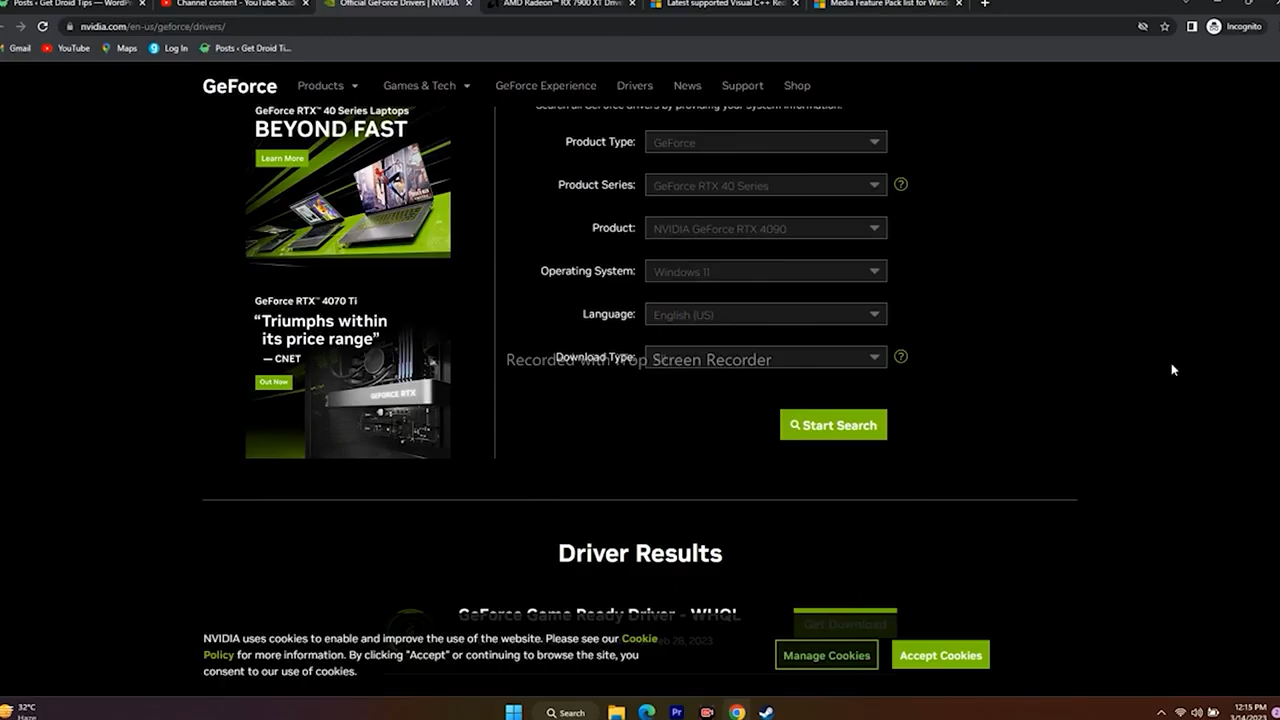 Posts ‹ Get Droid Tips — WordP
Channel content - YouTube Stud
Official GeForce Drivers | NVIDIA
AMD Radeon™ RX 7900 XT Drive
Latest supported Visual C++ Red
Media Feature Pack list for Windo
nvidia.com/en-us/geforce/drivers/
Incognito
Gmail
YouTube
Maps
Log In
Posts ‹ Get Droid Ti...
GeForce
Products
Games & Tech
GeForce Experience
Drivers
News
Support
Shop
GeForce RTX™ 40 Series Laptops
BEYOND FAST
Learn More
GeForce RTX™ 4070 Ti
“Triumphs within
its price range”
— CNET
Out Now
GEFORCE RTX
Search all GeForce drivers by providing your system information.
Product Type: GeForce
Product Series: GeForce RTX 40 Series ?
Product: NVIDIA GeForce RTX 4090
Operating System: Windows 11
Language: English (US)
Download Type: ?
Recorded with iTop Screen Recorder
Start Search
Driver Results
GeForce Game Ready Driver - WHQL
Get Download
eb 28, 2023
NVIDIA uses cookies to enable and improve the use of the website. Please see our Cookie
Policy for more information. By clicking "Accept" or continuing to browse the site, you
consent to our use of cookies.
Manage Cookies
Accept Cookies
32°C
Haze
Search
Pr
12:15 PM
3/14/2023